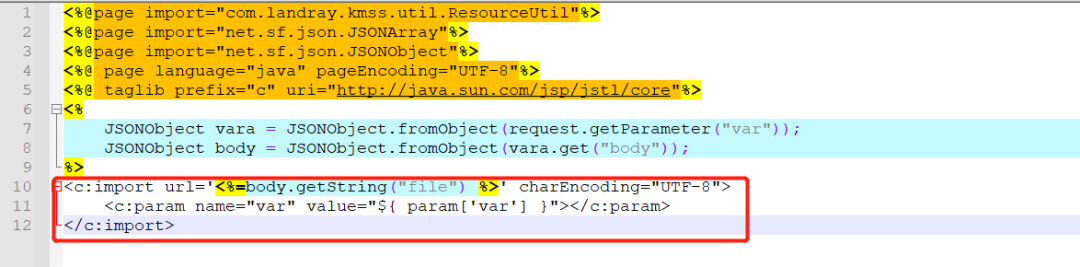 1 <%@page import="com.landray.kmss.util.ResourceUtil"%>
2 <%@page import="net.sf.json.JSONArray"%>
3 <%@page import="net.sf.json.JSONObject"%>
4 <%@ page language="java" pageEncoding="UTF-8"%>
5 <%@ taglib prefix="c" uri="http://java.sun.com/jsp/jstl/core"%>
6 <%
7 JSONObject vara = JSONObject.fromObject(request.getParameter("var"));
8 JSONObject body = JSONObject.fromObject(vara.get("body"));
9 %>
10 <c:import url='<%=body.getString("file") %>' charEncoding="UTF-8">
11 <c:param name="var" value="${ param['var'] }"></c:param>
12 </c:import>